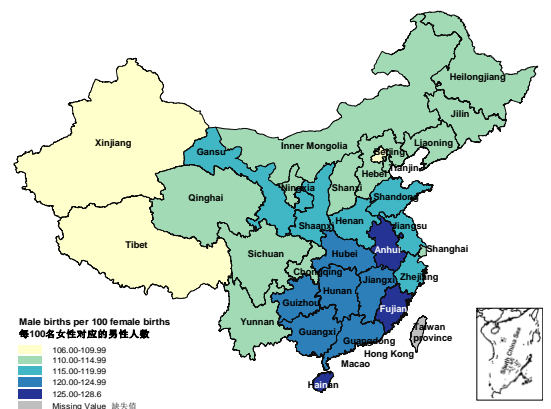 Heilongjiang
Jilin
Liaoning
Xinjiang
Inner Mongolia
Gansu
Beijing
Tianjin
Hebei
Ningxia
Shanxi
Shandong
Qinghai
Shaanxi
Henan
Jiangsu
Tibet
Anhui
Shanghai
Sichuan
Hubei
Chongqing
Zhejiang
Hunan
Jiangxi
Guizhou
Fujian
Yunnan
Taiwan
province
Guangxi
Guangdong
Hong Kong
Macao
Hainan
South China Sea
Male births per 100 female births
每100名女性对应的男性人数
106.00-109.99
110.00-114.99
115.00-119.99
120.00-124.99
125.00-128.6
Missing Value 缺失值